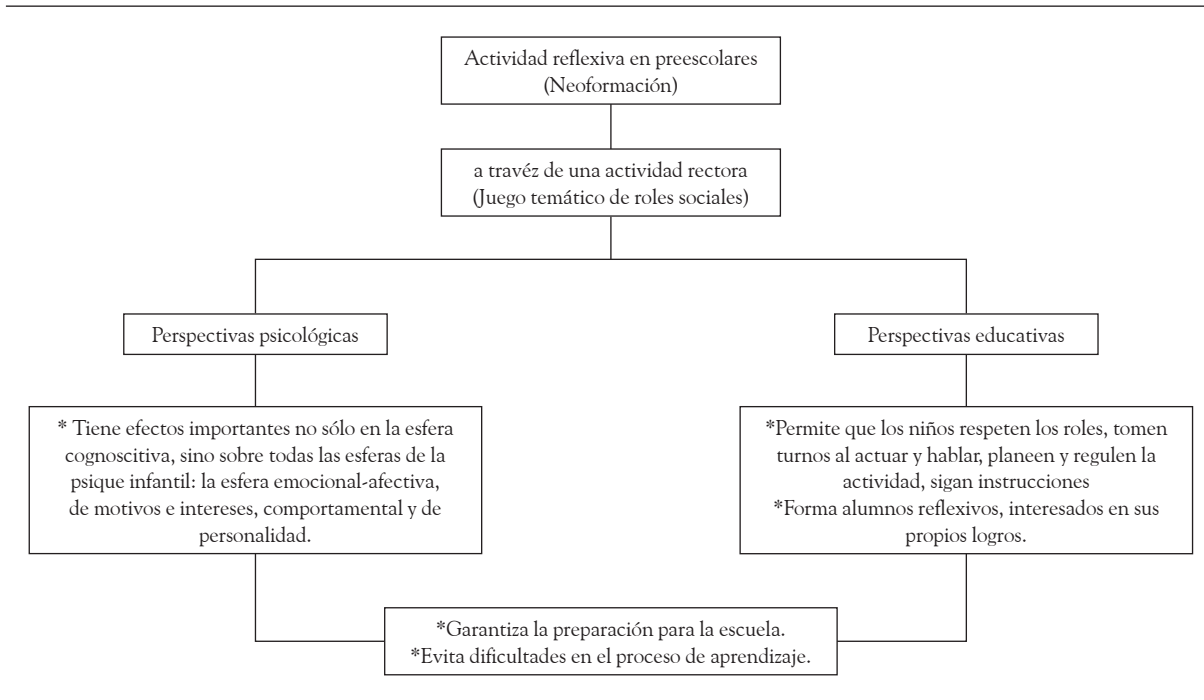 Actividad reflexiva en preescolares
(Neoformación)
a travéz de una actividad rectora
(Juego temático de roles sociales)
Perspectivas psicológicas
Perspectivas educativas
* Tiene efectos importantes no sólo en la esfera
cognoscitiva, sino sobre todas las esferas de la
psique infantil: la esfera emocional-afectiva,
de motivos e intereses, comportamental y de
personalidad.
*Permite que los niños respeten los roles, tomen
turnos al actuar y hablar, planeen y regulen la
actividad, sigan instrucciones
*Forma alumnos reflexivos, interesados en sus
propios logros.
*Garantiza la preparación para la escuela.
*Evita dificultades en el proceso de aprendizaje.